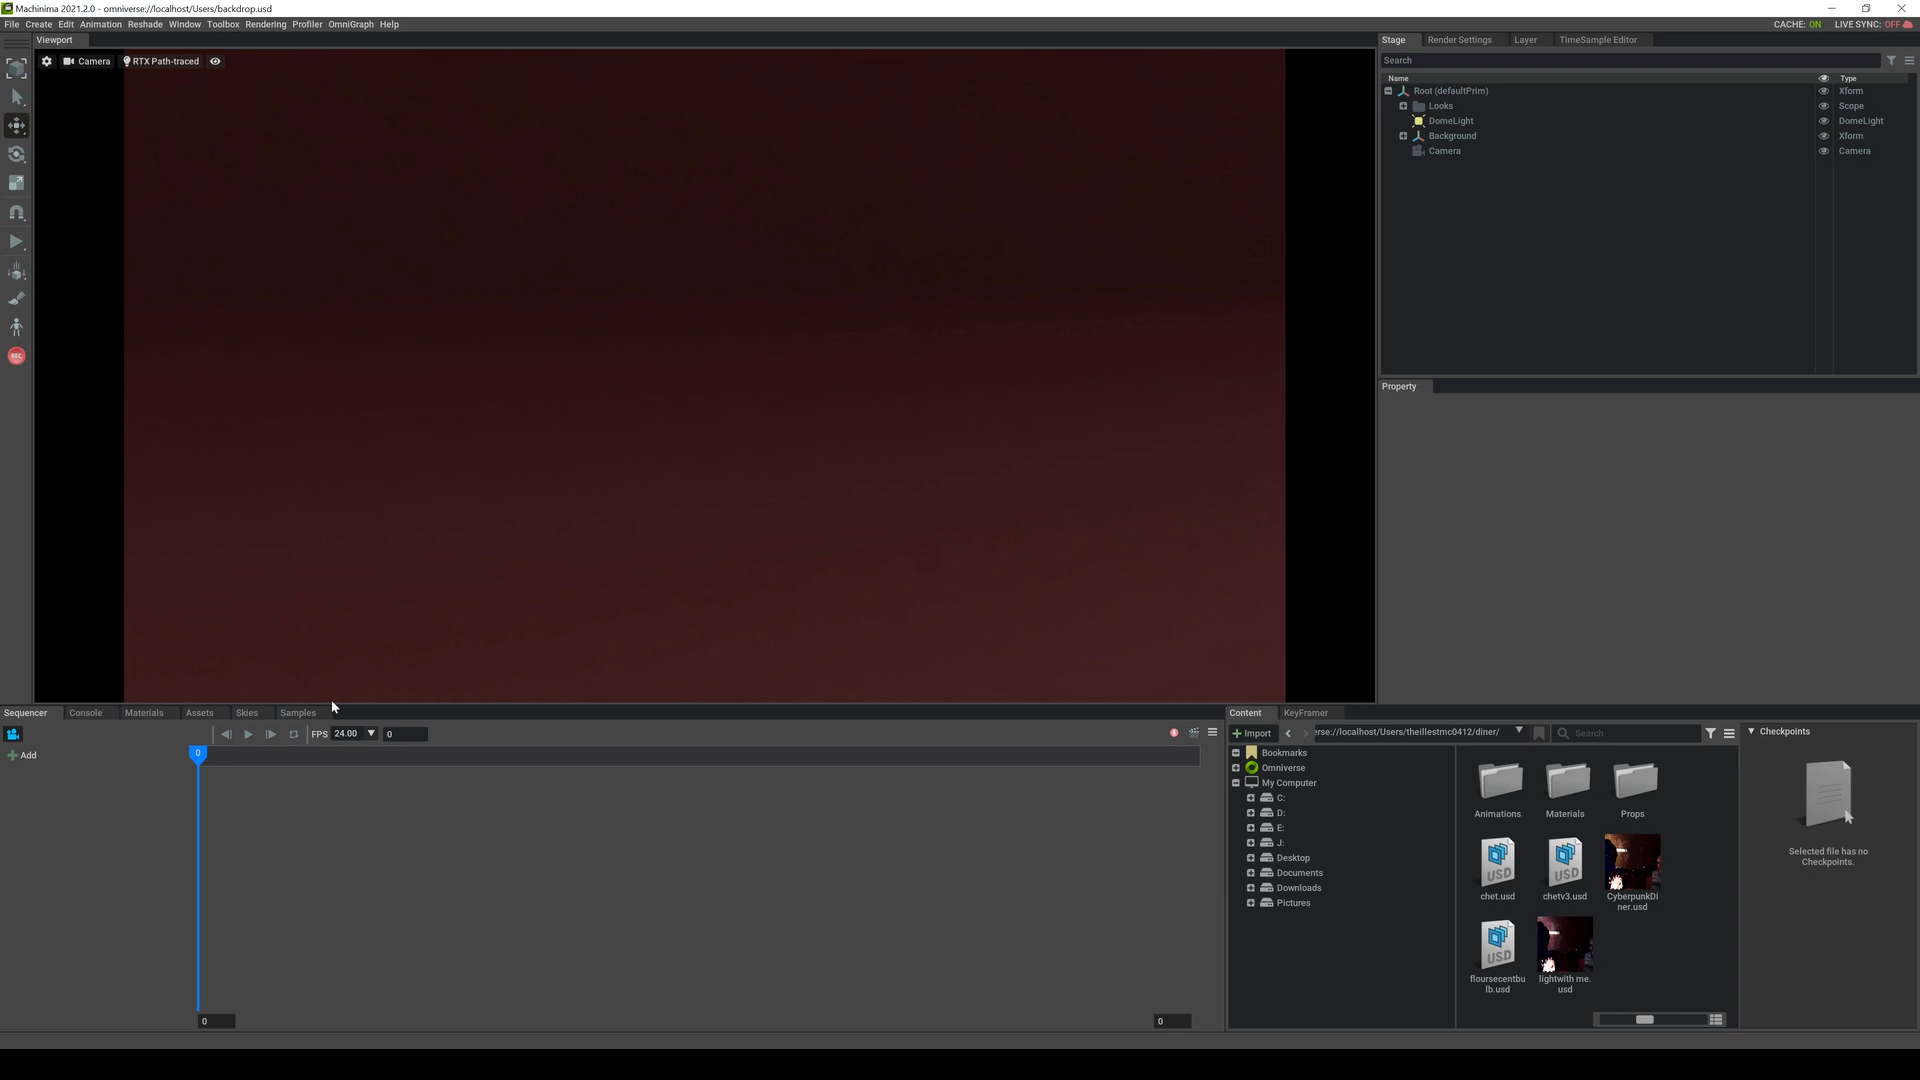 Machinima 2021.2.0 - omniverse://localhost/Users/backdrop.usd
File Create Edit Animation Reshade Window Toolbox Rendering Profiler OmniGraph Help
CACHE: ON LIVE SYNC: OFF
Viewport
Camera RTX Path-traced
Stage Render Settings Layer TimeSample Editor
Search
Name Type
Root (defaultPrim) Xform
Looks Scope
DomeLight DomeLight
Background Xform
Camera Camera
Property
REC
Sequencer Console Materials Assets Skies Samples
FPS 24.00 0
Add
0
0
0
Content KeyFramer
Import
erse://localhost/Users/theillestmc0412/diner/
Search
Bookmarks
Omniverse
My Computer
C:
D:
E:
J:
Desktop
Documents
Downloads
Pictures
Animations Materials Props
USD USD
chet.usd chetv3.usd CyberpunkDi
ner.usd
USD
floursecentbu
lb.usd
lightwith me.
usd
Checkpoints
Selected file has no
Checkpoints.